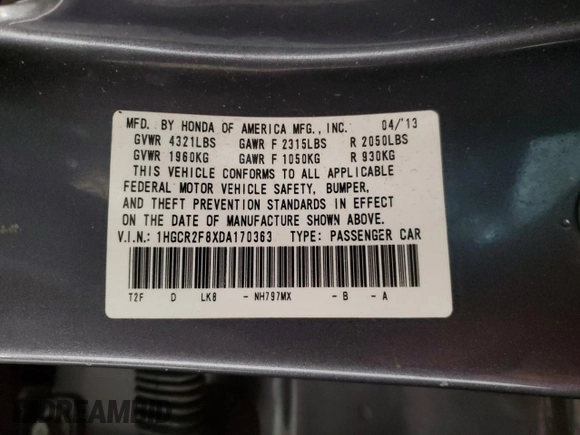 MFD. BY HONDA OF AMERICA MFG., INC. 04/'13
GVWR 4321LBS GAWR F 2315LBS R 2050LBS
GVWR 1960KG GAWR F 1050KG R 930KG
THIS VEHICLE CONFORMS TO ALL APPLICABLE
FEDERAL MOTOR VEHICLE SAFETY, BUMPER,
AND THEFT PREVENTION STANDARDS IN EFFECT
ON THE DATE OF MANUFACTURE SHOWN ABOVE.
V.I.N.: 1HGCR2F8XDA170363 TYPE: PASSENGER CAR
T2F D LK8 - NH797MX - B - A
DREAMBID